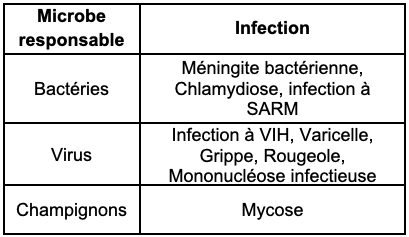 Microbe
responsable
Infection
Bactéries
Méningite bactérienne,
Chlamydiose, infection à
SARM
Virus
Infection à VIH, Varicelle,
Grippe, Rougeole,
Mononucléose infectieuse
Champignons
Mycose